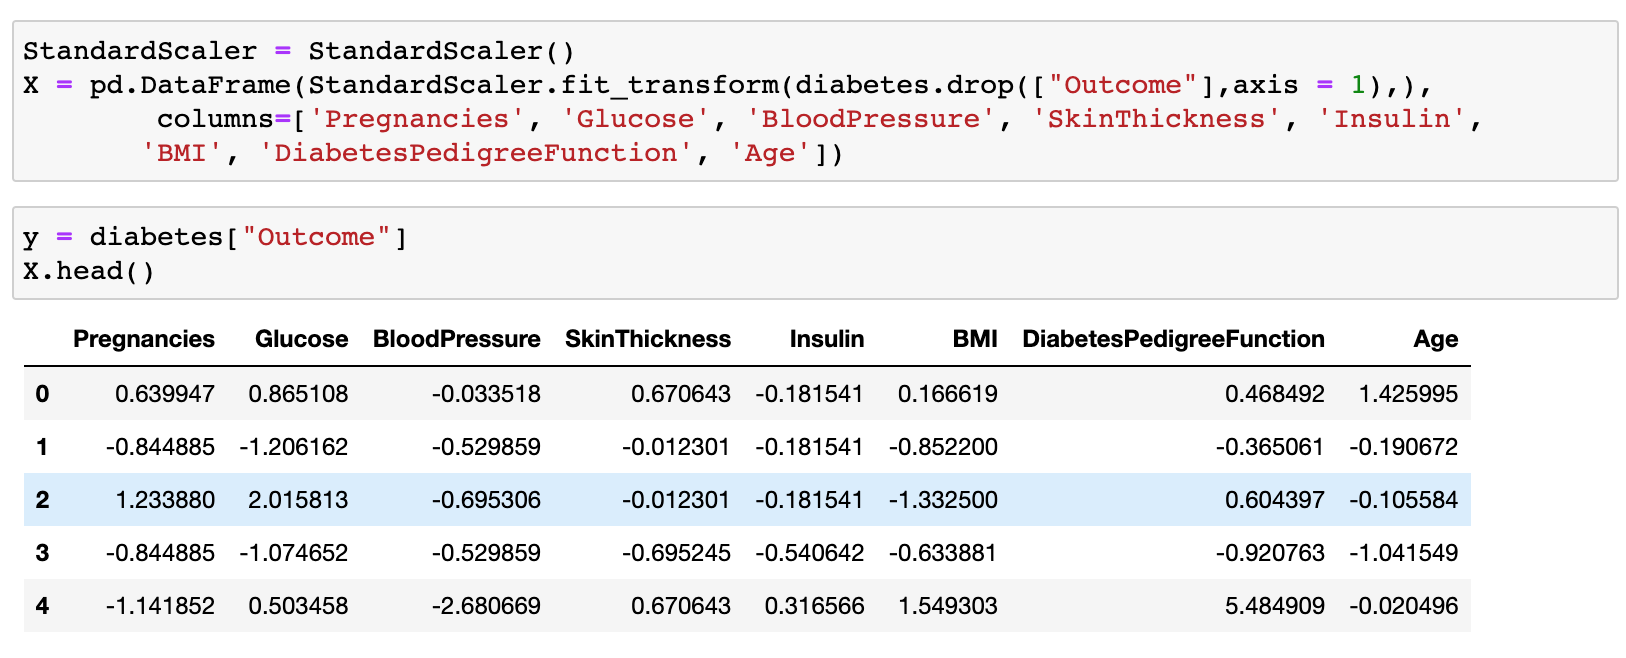 StandardScaler = StandardScaler()
X = pd.DataFrame(StandardScaler.fit_transform(diabetes.drop(["Outcome"],axis = 1),),
        columns=['Pregnancies', 'Glucose', 'BloodPressure', 'SkinThickness', 'Insulin',
       'BMI', 'DiabetesPedigreeFunction', 'Age'])
y = diabetes["Outcome"]
X.head()
Pregnancies Glucose BloodPressure SkinThickness Insulin BMI DiabetesPedigreeFunction Age
0 0.639947 0.865108 -0.033518 0.670643 -0.181541 0.166619 0.468492 1.425995
1 -0.844885 -1.206162 -0.529859 -0.012301 -0.181541 -0.852200 -0.365061 -0.190672
2 1.233880 2.015813 -0.695306 -0.012301 -0.181541 -1.332500 0.604397 -0.105584
3 -0.844885 -1.074652 -0.529859 -0.695245 -0.540642 -0.633881 -0.920763 -1.041549
4 -1.141852 0.503458 -2.680669 0.670643 0.316566 1.549303 5.484909 -0.020496